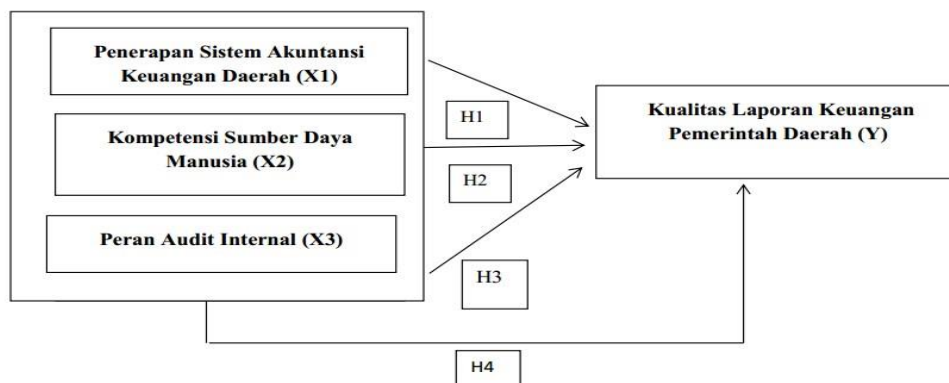 Penerapan Sistem Akuntansi
Keuangan Daerah (X1)
Kompetensi Sumber Daya
Manusia (X2)
Peran Audit Internal (X3)
H1
H2
H3
H4
Kualitas Laporan Keuangan
Pemerintah Daerah (Y)